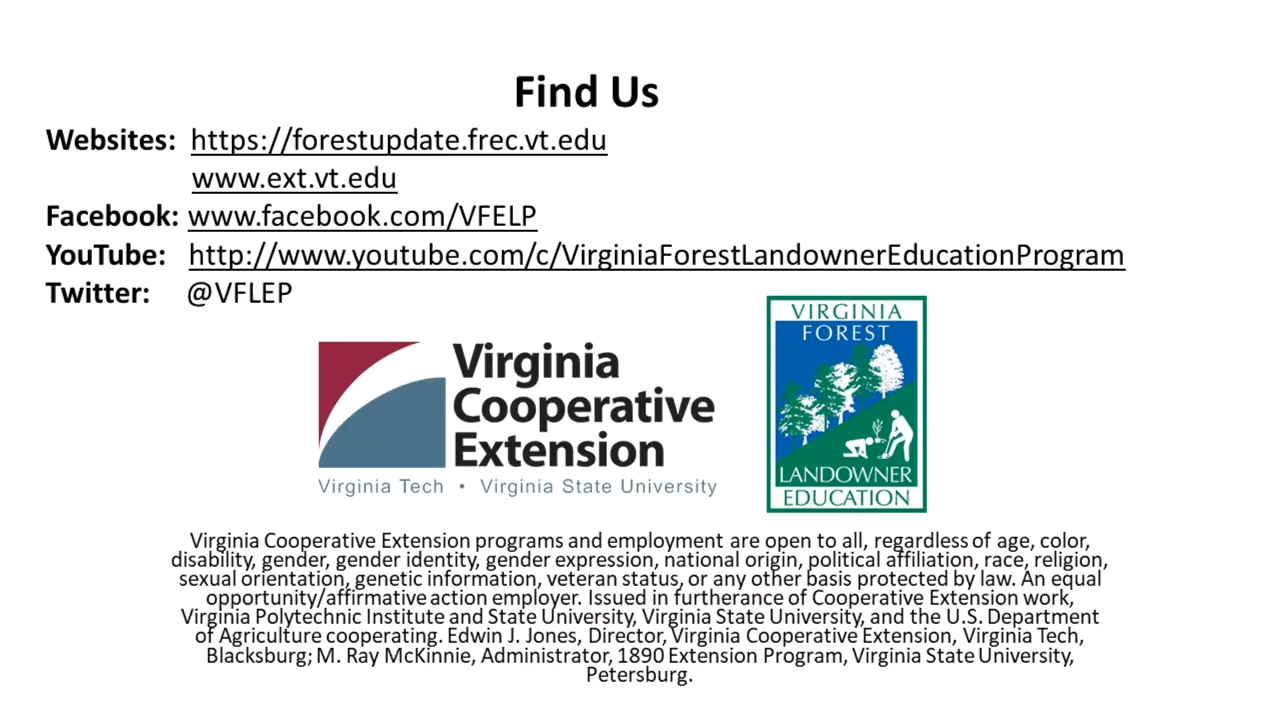 Find Us
Websites: https://forestupdate.frec.vt.edu
www.ext.vt.edu
Facebook: www.facebook.com/VFELP
YouTube: http://www.youtube.com/c/VirginiaForestLandownerEducationProgram
Twitter: @VFLEP
Virginia
Cooperative
Extension
Virginia Tech • Virginia State University
VIRGINIA
FOREST
LANDOWNER
EDUCATION
Virginia Cooperative Extension programs and employment are open to all, regardless of age, color,
disability, gender, gender identity, gender expression, national origin, political affiliation, race, religion,
sexual orientation, genetic information, veteran status, or any other basis protected by law. An equal
opportunity/affirmative action employer. Issued in furtherance of Cooperative Extension work,
Virginia Polytechnic Institute and State University, Virginia State University, and the U.S. Department
of Agriculture cooperating. Edwin J. Jones, Director, Virginia Cooperative Extension, Virginia Tech,
Blacksburg; M. Ray McKinnie, Administrator, 1890 Extension Program, Virginia State University,
Petersburg.